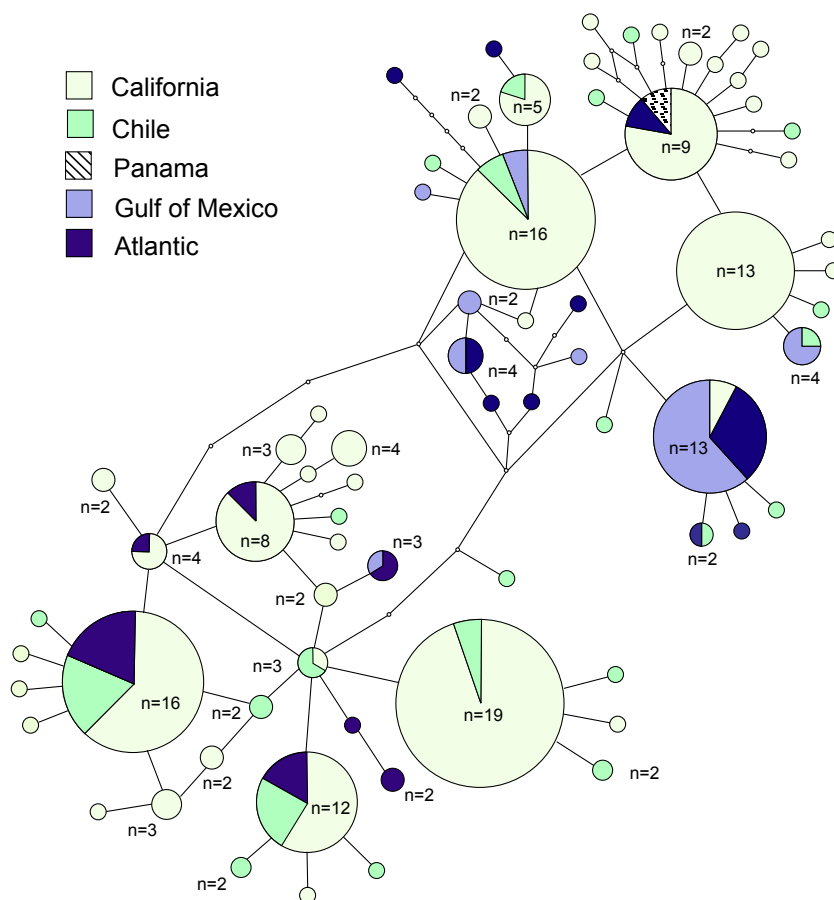 California
Chile
Panama
Gulf of Mexico
Atlantic
n=2
n=2
n=5
n=9
n=16
n=13
n=2
n=4
n=4
n=13
n=2
n=3
n=4
n=2
n=8
n=4
n=3
n=2
n=3
n=16
n=2
n=19
n=2
n=2
n=2
n=12
n=3
n=2